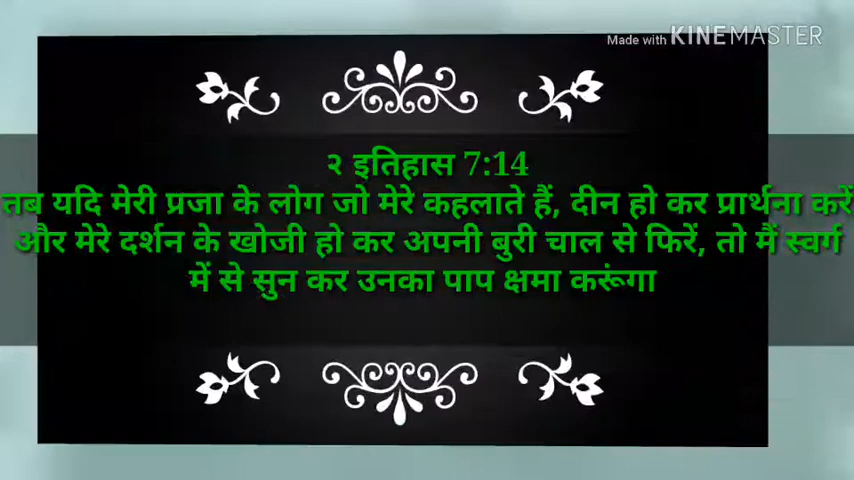 Made with KINEMASTER
२ इतिहास 7:14
तब यदि मेरी प्रजा के लोग जो मेरे कहलाते हैं, दीन हो कर प्रार्थना करें
और मेरे दर्शन के खोजी हो कर अपनी बुरी चाल से फिरें, तो मैं स्वर्ग
में से सुन कर उनका पाप क्षमा करूंगा